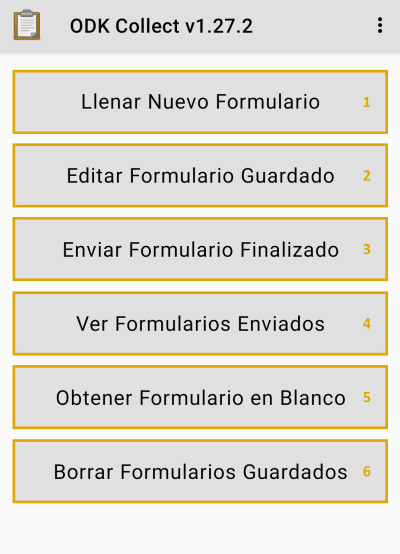 ODK Collect v1.27.2
Llenar Nuevo Formulario 1
Editar Formulario Guardado 2
Enviar Formulario Finalizado 3
Ver Formularios Enviados 4
Obtener Formulario en Blanco 5
Borrar Formularios Guardados 6